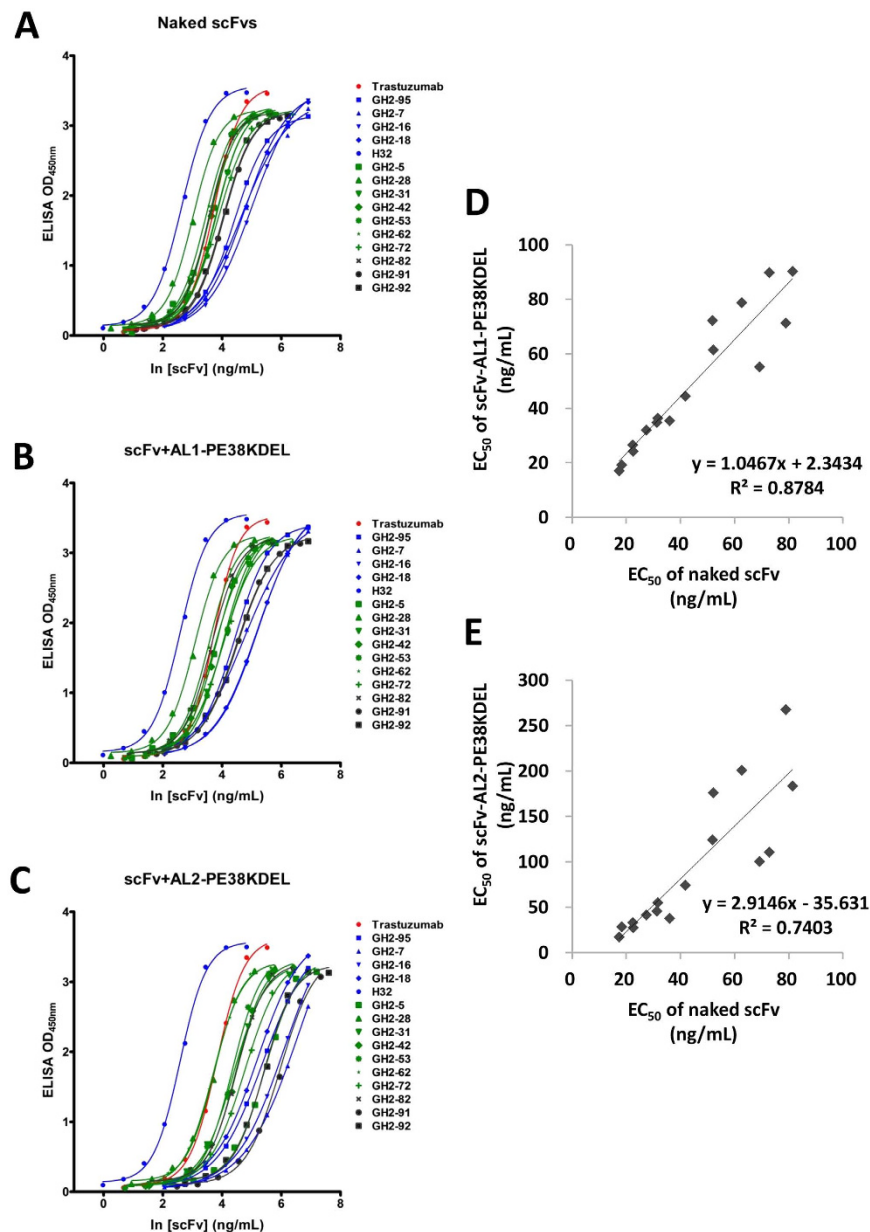 A
Naked scFvs
4
3
2
1
0
0
2
4
6
8
ELISA OD450nm
ln [scFv] (ng/mL)
Trastuzumab
GH2-95
GH2-7
GH2-16
GH2-18
H32
GH2-5
GH2-28
GH2-31
GH2-42
GH2-53
GH2-62
GH2-72
GH2-82
GH2-91
GH2-92
B
scFv+AL1-PE38KDEL
4
3
2
1
0
0
2
4
6
8
ELISA OD450nm
ln [scFv] (ng/mL)
Trastuzumab
GH2-95
GH2-7
GH2-16
GH2-18
H32
GH2-5
GH2-28
GH2-31
GH2-42
GH2-53
GH2-62
GH2-72
GH2-82
GH2-91
GH2-92
C
scFv+AL2-PE38KDEL
4
3
2
1
0
0
2
4
6
8
ELISA OD450nm
ln [scFv] (ng/mL)
Trastuzumab
GH2-95
GH2-7
GH2-16
GH2-18
H32
GH2-5
GH2-28
GH2-31
GH2-42
GH2-53
GH2-62
GH2-72
GH2-82
GH2-91
GH2-92
D
100
80
60
40
20
0
0
20
40
60
80
100
EC50 of scFv-AL1-PE38KDEL
(ng/mL)
y = 1.0467x + 2.3434
R² = 0.8784
EC50 of naked scFv
(ng/mL)
E
300
250
200
150
100
50
0
0
20
40
60
80
100
EC50 of scFv-AL2-PE38KDEL
(ng/mL)
y = 2.9146x - 35.631
R² = 0.7403
EC50 of naked scFv
(ng/mL)